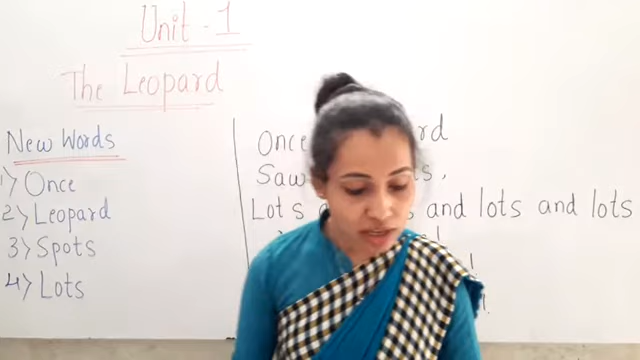 Unit - 1
The Leopard
New Words
1) Once
2) Leopard
3) Spots
4) Lots
Once
Saw
Lots and lots and lots